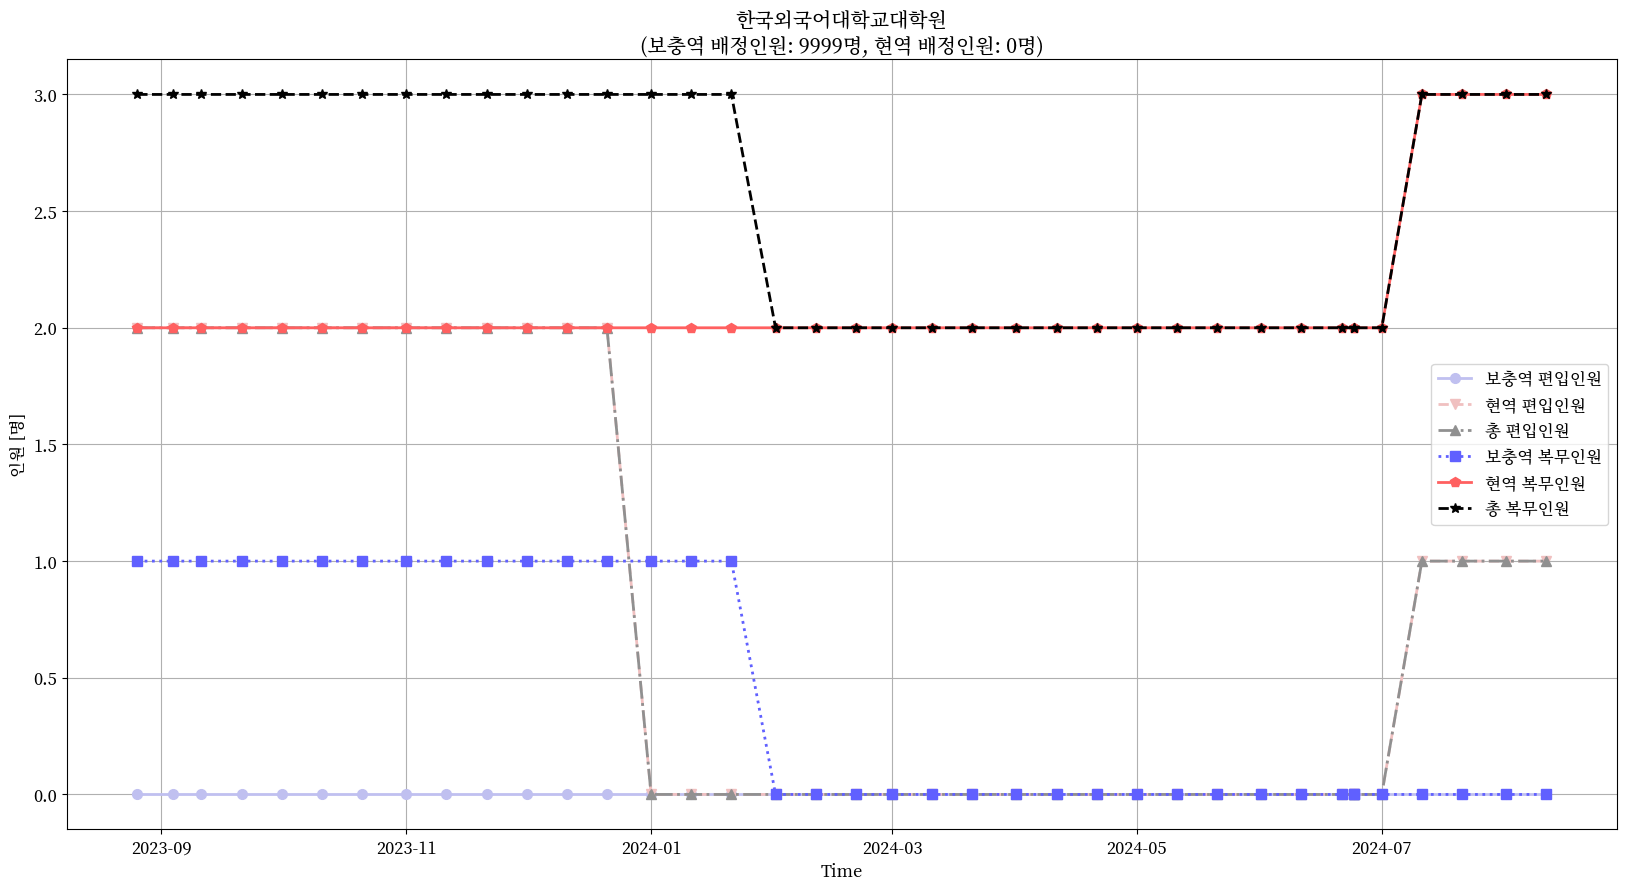 한국외국어대학교대학원
(보충역 배정인원: 9999명, 현역 배정인원: 0명)
3.0
2.5
2.0
1.5
1.0
0.5
0.0
인원 [명]
보충역 편입인원
현역 편입인원
총 편입인원
보충역 복무인원
현역 복무인원
총 복무인원
2023-09
2023-11
2024-01
2024-03
2024-05
2024-07
Time